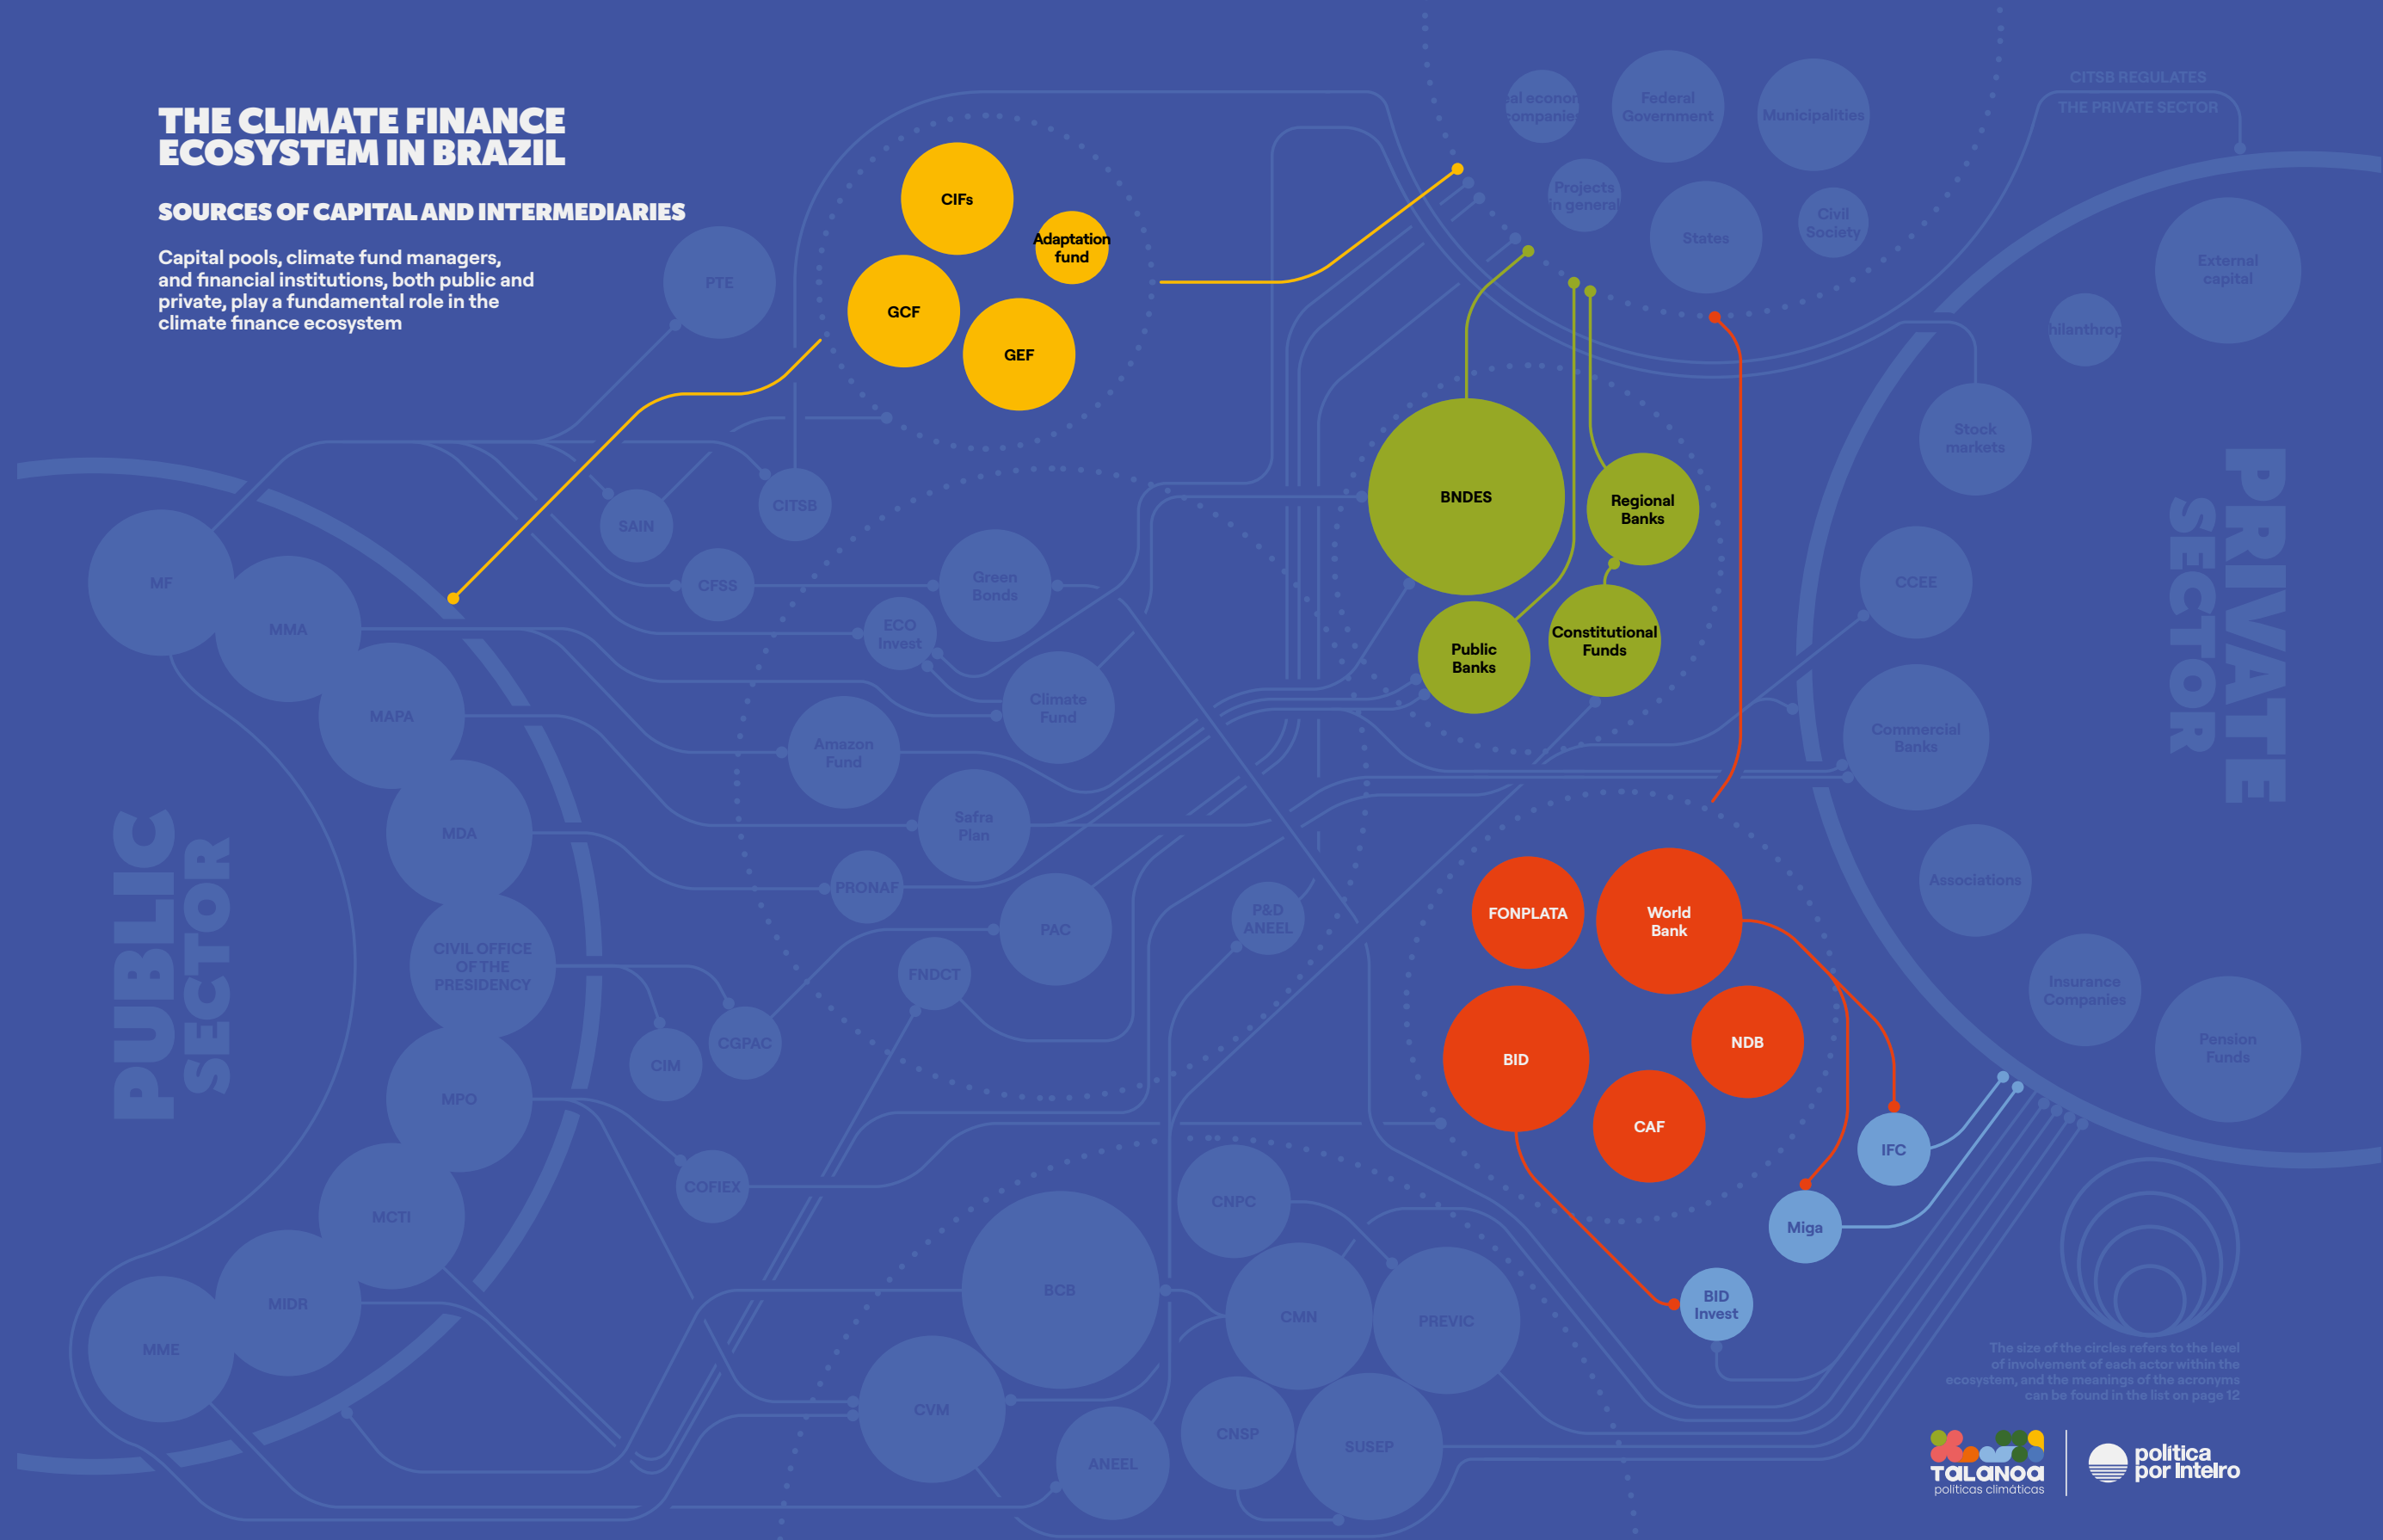 THE CLIMATE FINANCE
ECOSYSTEM IN BRAZIL
SOURCES OF CAPITAL AND INTERMEDIARIES
Capital pools, climate fund managers,
and financial institutions, both public and
private, play a fundamental role in the
climate finance ecosystem
CIFs
Adaptation
fund
GCF
GEF
al econom
companies
Federal
Government
Municipalities
Projects
in general
States
Civil
Society
CITSB REGULATES
THE PRIVATE SECTOR
External
capital
hilanthrop
Stock
markets
CCEE
Commercial
Banks
Associations
Insurance
Companies
Pension
Funds
PRIVATE
SECTOR
PTE
SAIN
CITSB
CFSS
Green
Bonds
ECO
Invest
Climate
Fund
Amazon
Fund
Safra
Plan
PRONAF
PAC
FNDCT
P&D
ANEEL
CGPAC
CIM
COFIEX
BNDES
Regional
Banks
Public
Banks
Constitutional
Funds
FONPLATA
World
Bank
BID
NDB
CAF
IFC
Miga
BID
Invest
MF
MMA
MAPA
MDA
CIVIL OFFICE
OF THE
PRESIDENCY
MPO
MCTI
MIDR
MME
PUBLIC
SECTOR
BCB
CNPC
CMN
PREVIC
CVM
ANEEL
CNSP
SUSEP
The size of the circles refers to the level
of involvement of each actor within the
ecosystem, and the meanings of the acronyms
can be found in the list on page 12
TALANOA
políticas climáticas
política
por inteiro